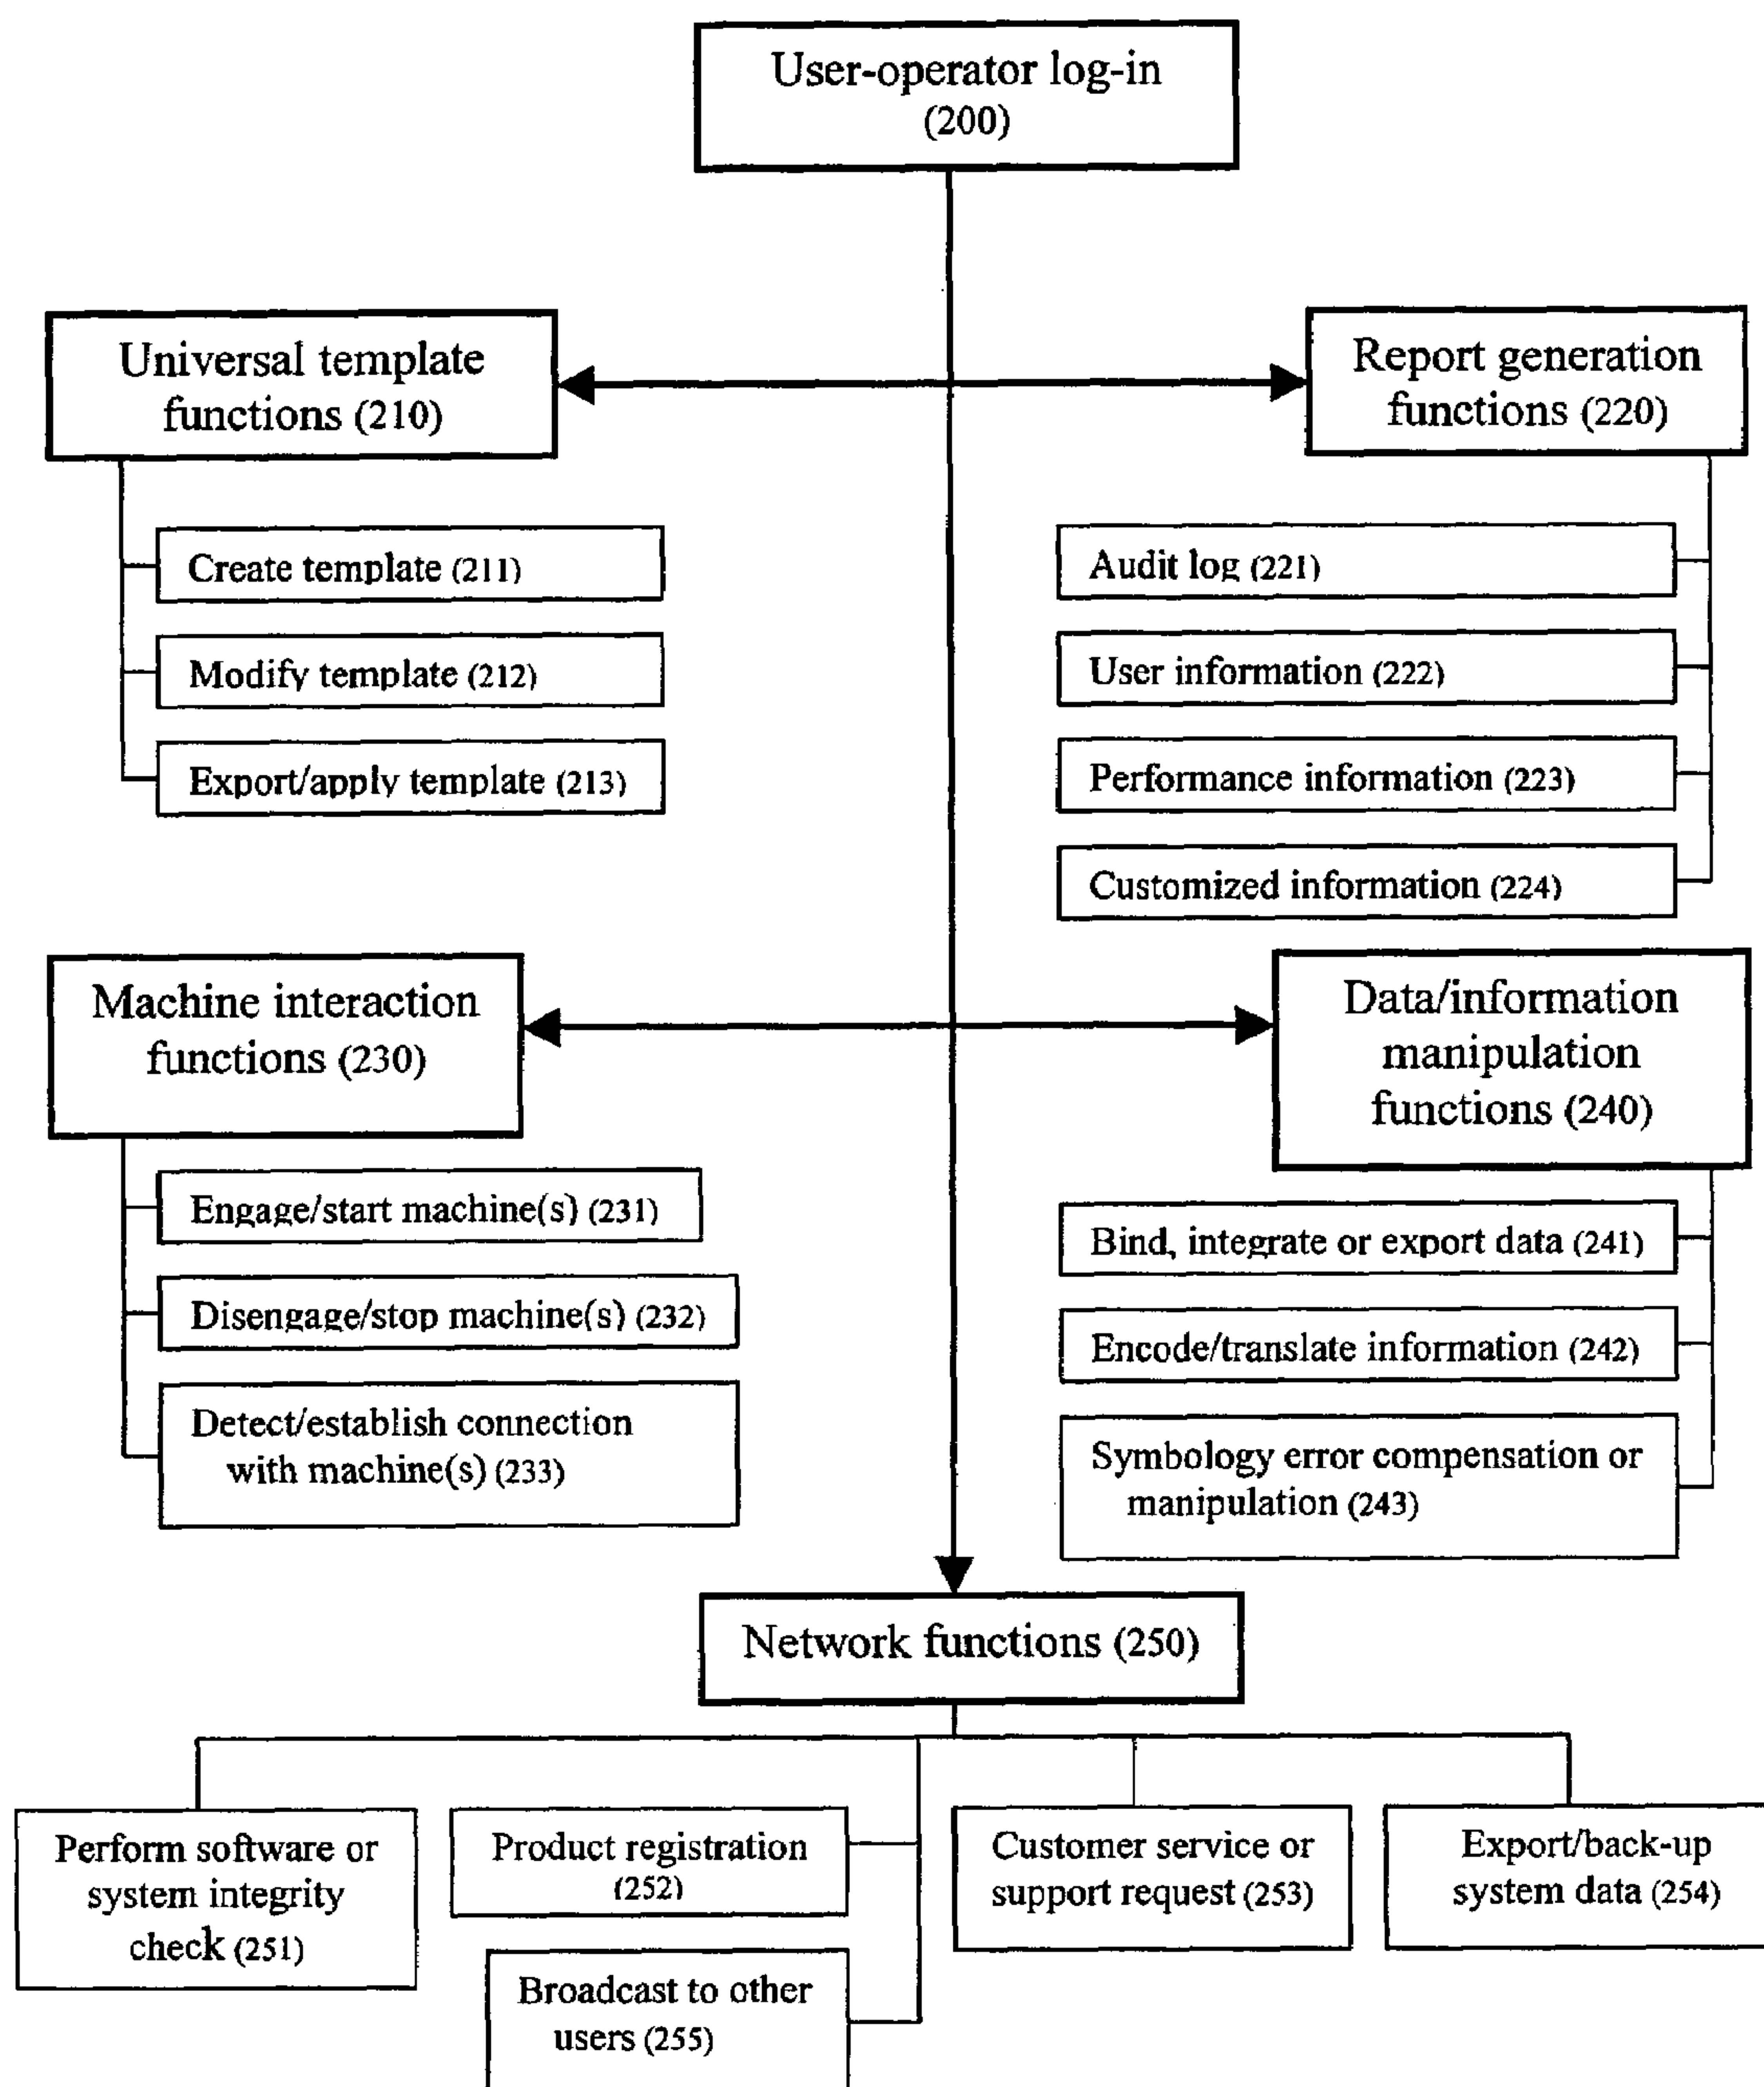 User-operator log-in
(200)
Universal template
functions (210)
Report generation
functions (220)
Create template (211)
Modify template (212)
Export/apply template (213)
Audit log (221)
User information (222)
Performance information (223)
Customized information (224)
Machine interaction
functions (230)
Data/information
manipulation
functions (240)
Engage/start machine(s) (231)
Disengage/stop machine(s) (232)
Detect/establish connection
with machine(s) (233)
Bind, integrate or export data (241)
Encode/translate information (242)
Symbology error compensation or
manipulation (243)
Network functions (250)
Perform software or
system integrity
check (251)
Product registration
(252)
Customer service or
support request (253)
Export/back-up
system data (254)
Broadcast to other
users (255)